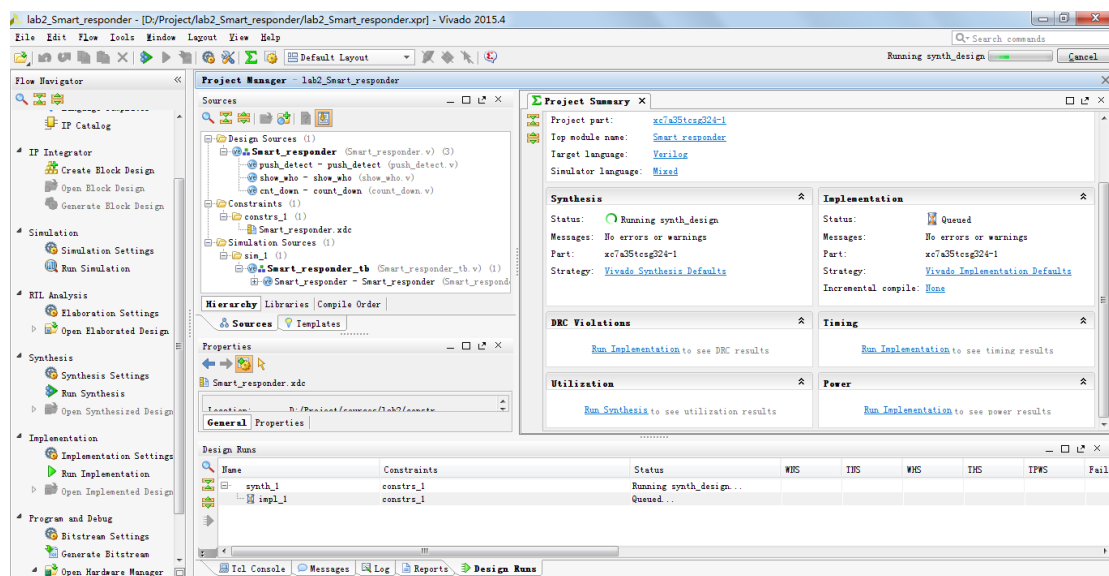 lab2_Smart_responder - [D:/Project/lab2_Smart_responder/lab2_Smart_responder.xpr] - Vivado 2015.4
File Edit Flow Tools Window Layout View Help
Search commands
Default Layout
Running synth_design
Cancel
Flow Navigator
IP Catalog
IP Integrator
Create Block Design
Open Block Design
Generate Block Design
Simulation
Simulation Settings
Run Simulation
RTL Analysis
Elaboration Settings
Open Elaborated Design
Synthesis
Synthesis Settings
Run Synthesis
Open Synthesized Design
Implementation
Implementation Settings
Run Implementation
Open Implemented Design
Program and Debug
Bitstream Settings
Generate Bitstream
Open Hardware Manager
Project Manager - lab2_Smart_responder
Sources
Design Sources (1)
Smart_responder (Smart_responder.v) (3)
push_detect - push_detect (push_detect.v)
show_who - show_who (show_who.v)
cnt_down - count_down (count_down.v)
Constraints (1)
constrs_1 (1)
Smart_responder.xdc
Simulation Sources (1)
sim_1 (1)
Smart_responder_tb (Smart_responder_tb.v) (1)
Smart_responder - Smart_responder (Smart_respond
Hierarchy Libraries Compile Order
Sources Templates
Properties
Smart_responder.xdc
Location: D:/Project/sources/lab2/constr
General Properties
Project Summary
Project part: xc7a35tcsg324-1
Top module name: Smart_responder
Target language: Verilog
Simulator language: Mixed
Synthesis
Status: Running synth_design
Messages: No errors or warnings
Part: xc7a35tcsg324-1
Strategy: Vivado Synthesis Defaults
Implementation
Status: Queued
Messages: No errors or warnings
Part: xc7a35tcsg324-1
Strategy: Vivado Implementation Defaults
Incremental compile: None
DRC Violations
Run Implementation to see DRC results
Timing
Run Implementation to see timing results
Utilization
Run Synthesis to see utilization results
Power
Run Implementation to see power results
Design Runs
Name Constraints Status WNS TNS WHS THS TPWS Fail
synth_1 constrs_1 Running synth_design...
impl_1 constrs_1 Queued...
Tcl Console Messages Log Reports Design Runs